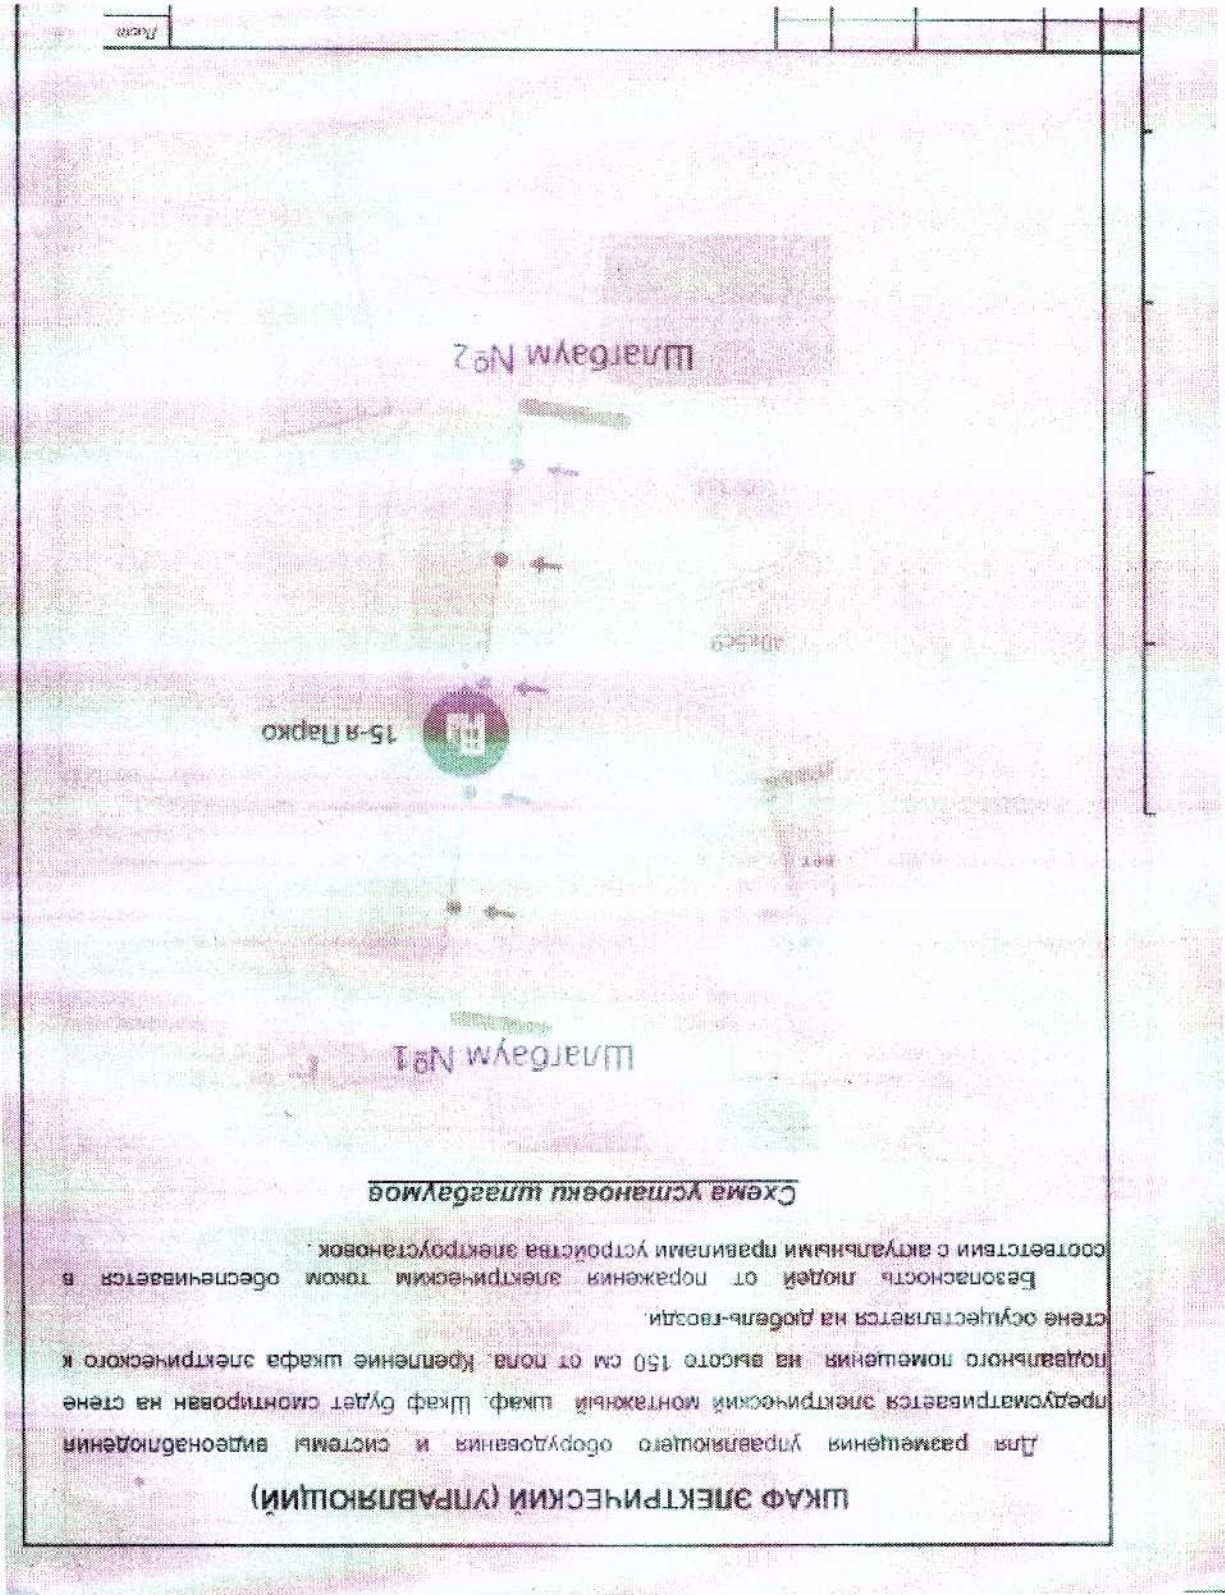 ШКАФ ЭЛЕКТРИЧЕСКИЙ (УПРАВЛЯЮЩИЙ)
Для размещения управляющего оборудования и системы видеонаблюдения
предусматривается электрический монтажный шкаф. Шкаф будет смонтирован на стене
подвального помещения на высоте 150 см от пола. Крепление шкафа электрического к
стене осуществляется на дюбель-гвозди.
Безопасность людей от поражения электрическим током обеспечивается в
соответствии с актуальными правилами устройства электроустановок .
Схема установки шлагбаумов
Шлагбаум №1
15-я Парко
40к5с9
Шлагбаум №2
Лист